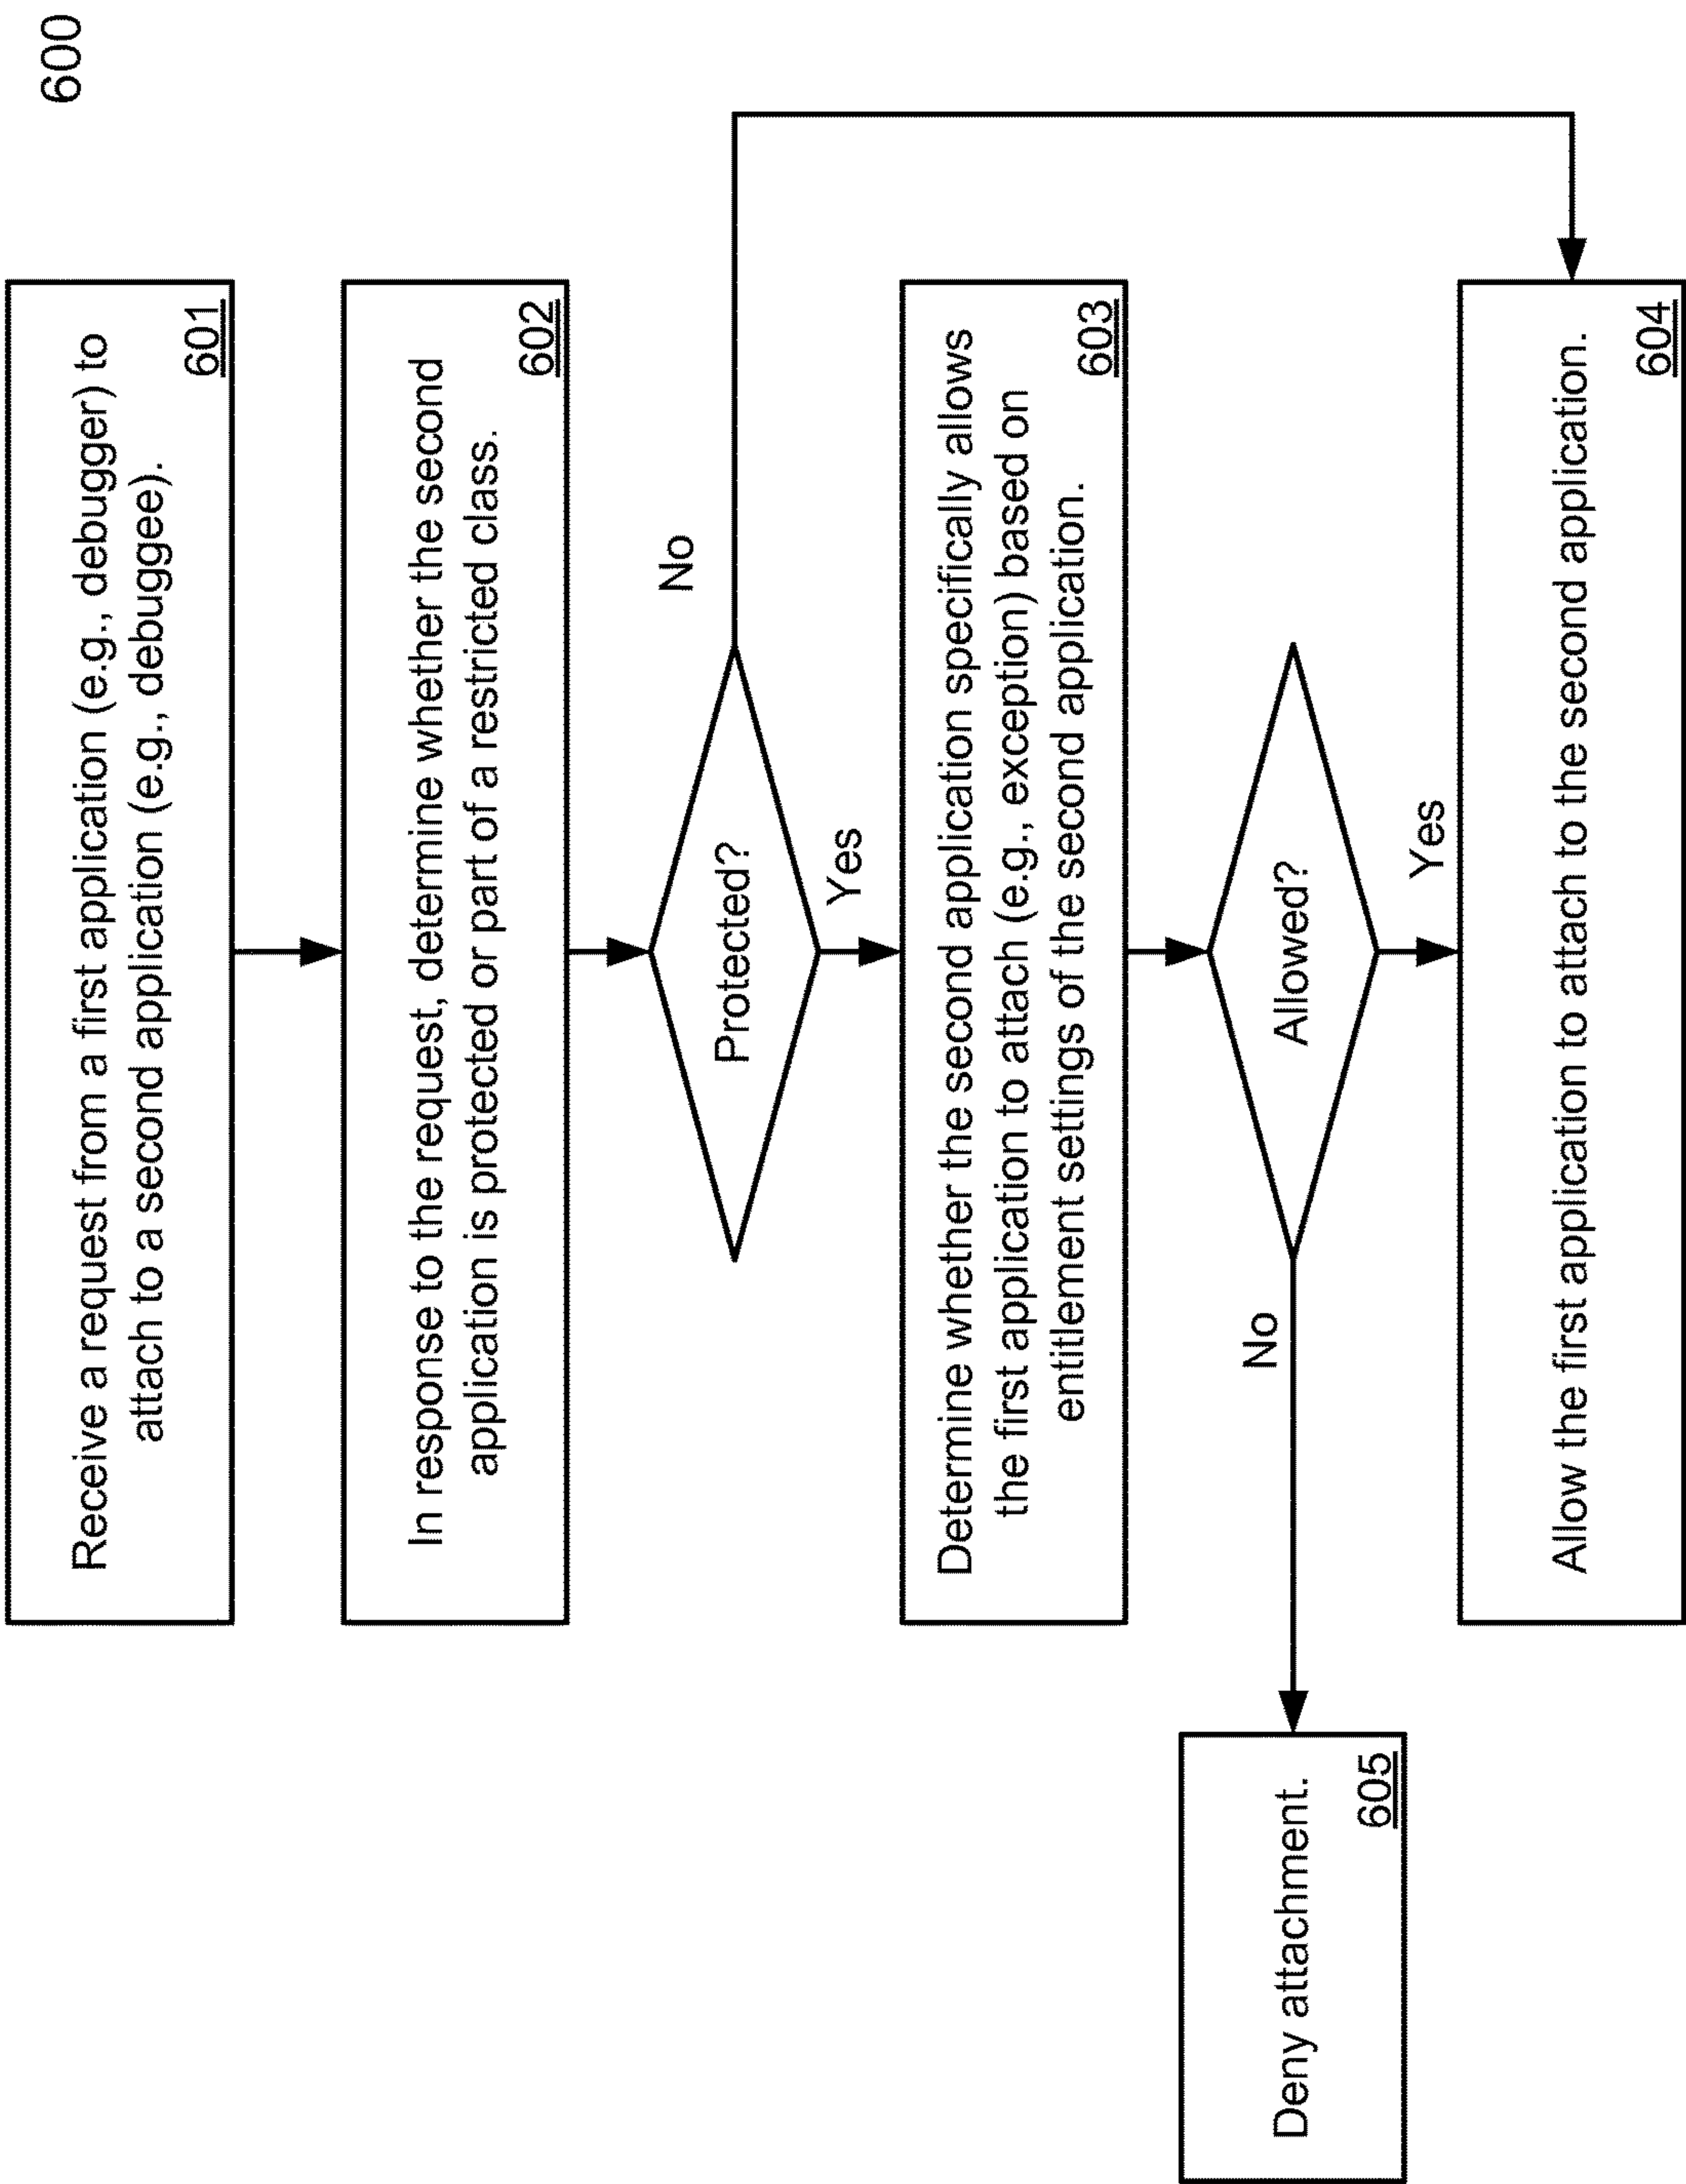 600
Receive a request from a first application (e.g., debugger) to
attach to a second application (e.g., debuggee).
601
In response to the request, determine whether the second
application is protected or part of a restricted class.
602
Protected?
No
Yes
Determine whether the second application specifically allows
the first application to attach (e.g., exception) based on
entitlement settings of the second application.
603
Allowed?
No
Yes
Deny attachment.
605
Allow the first application to attach to the second application.
604